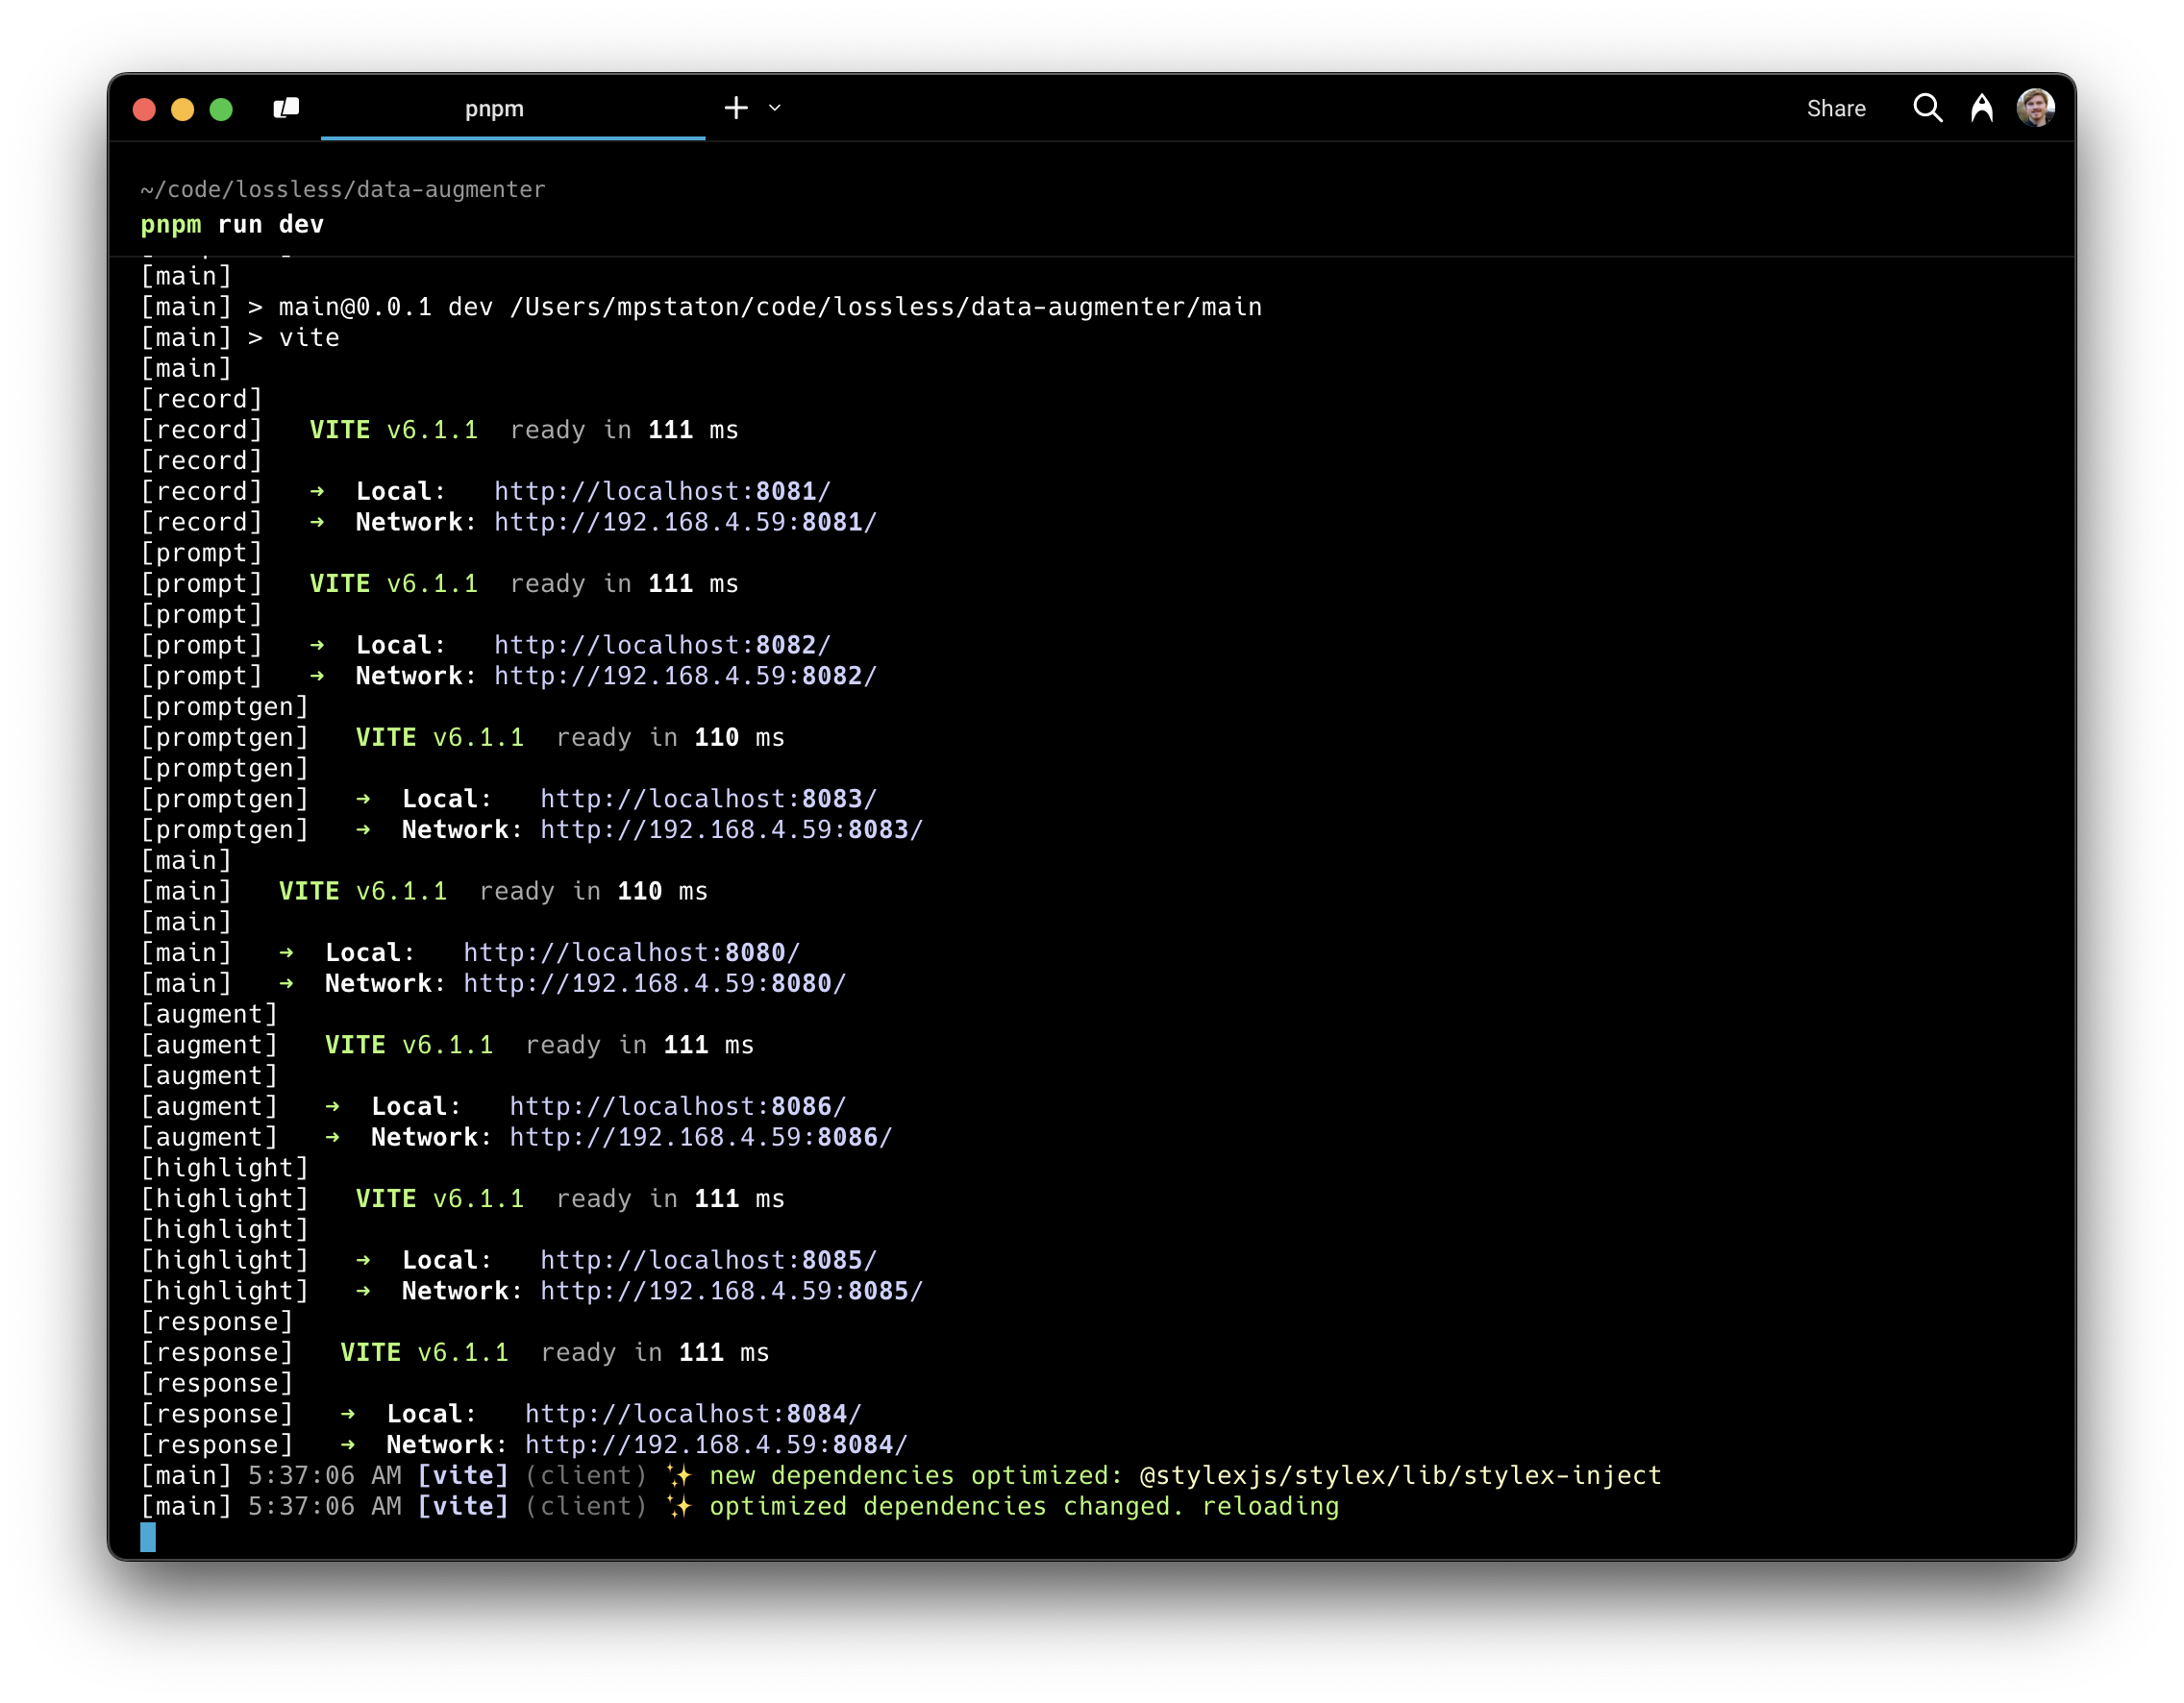 pnpm
Share
~/code/lossless/data-augmenter
pnpm run dev
[main]
[main] > main@0.0.1 dev /Users/mpstaton/code/lossless/data-augmenter/main
[main] > vite
[main]
[record]
[record]   VITE v6.1.1  ready in 111 ms
[record]
[record]   ➜  Local:   http://localhost:8081/
[record]   ➜  Network: http://192.168.4.59:8081/
[prompt]
[prompt]   VITE v6.1.1  ready in 111 ms
[prompt]
[prompt]   ➜  Local:   http://localhost:8082/
[prompt]   ➜  Network: http://192.168.4.59:8082/
[promptgen]
[promptgen]   VITE v6.1.1  ready in 110 ms
[promptgen]
[promptgen]   ➜  Local:   http://localhost:8083/
[promptgen]   ➜  Network: http://192.168.4.59:8083/
[main]
[main]   VITE v6.1.1  ready in 110 ms
[main]
[main]   ➜  Local:   http://localhost:8080/
[main]   ➜  Network: http://192.168.4.59:8080/
[augment]
[augment]   VITE v6.1.1  ready in 111 ms
[augment]
[augment]   ➜  Local:   http://localhost:8086/
[augment]   ➜  Network: http://192.168.4.59:8086/
[highlight]
[highlight]   VITE v6.1.1  ready in 111 ms
[highlight]
[highlight]   ➜  Local:   http://localhost:8085/
[highlight]   ➜  Network: http://192.168.4.59:8085/
[response]
[response]   VITE v6.1.1  ready in 111 ms
[response]
[response]   ➜  Local:   http://localhost:8084/
[response]   ➜  Network: http://192.168.4.59:8084/
[main] 5:37:06 AM [vite] (client) ✨ new dependencies optimized: @stylexjs/stylex/lib/stylex-inject
[main] 5:37:06 AM [vite] (client) ✨ optimized dependencies changed. reloading